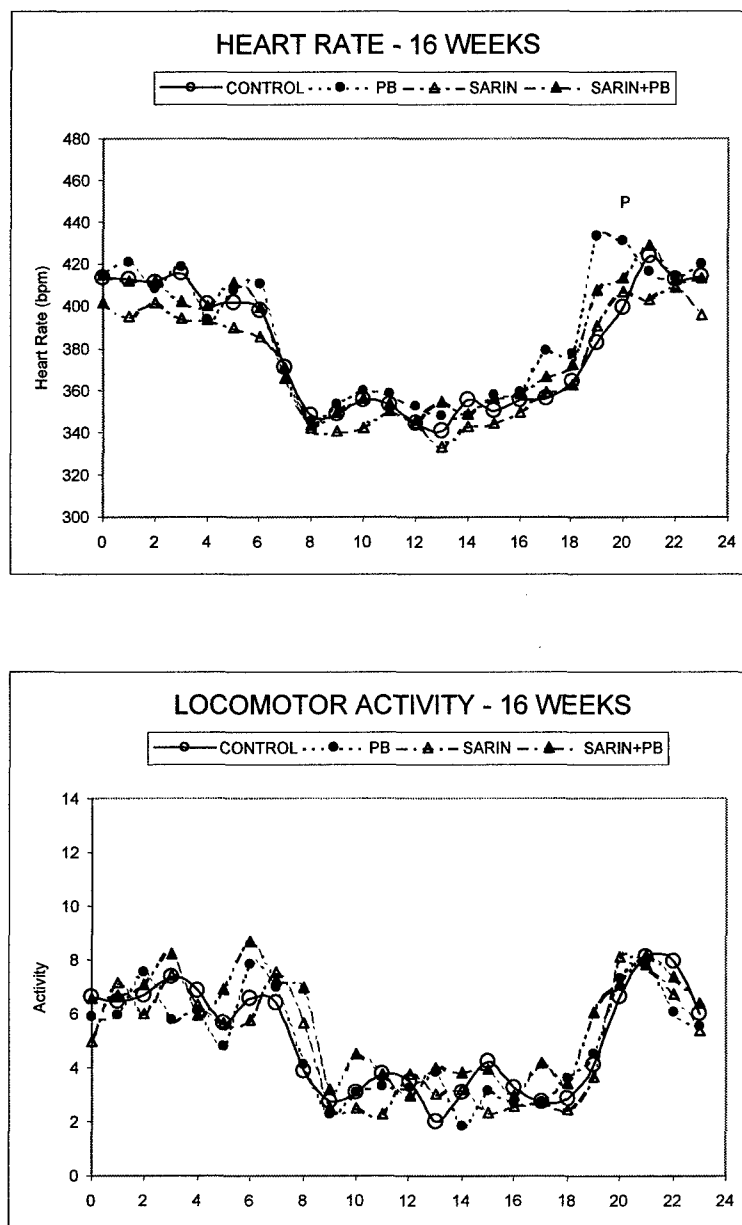 HEART RATE - 16 WEEKS
CONTROL PB SARIN SARIN+PB
480
460
440
420
400
380
360
340
320
300
Heart Rate (bpm)
P
0 2 4 6 8 10 12 14 16 18 20 22 24
LOCOMOTOR ACTIVITY - 16 WEEKS
CONTROL PB SARIN SARIN+PB
14
12
10
8
6
4
2
0
Activity
0 2 4 6 8 10 12 14 16 18 20 22 24